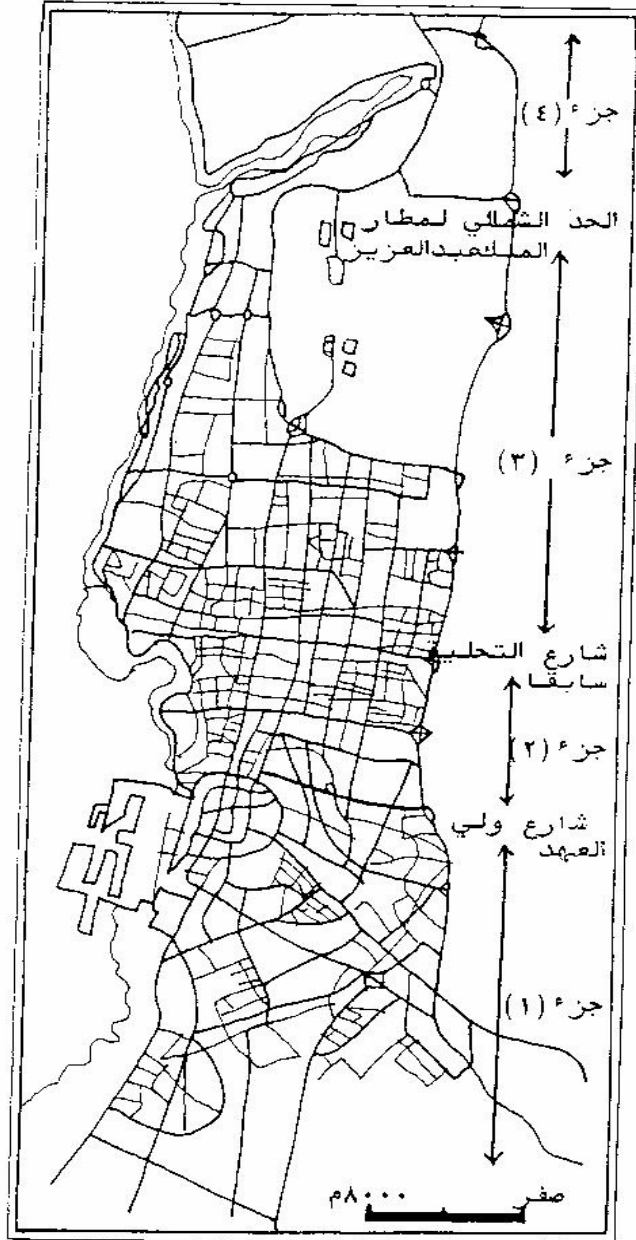 جزء (٤)
الحد الشمالي لمطار
الملك عبدالعزيز
جزء (٣)
شارع التحلية
سابقا
جزء (٢)
شارع ولي
العهد
جزء (١)
صفر ٨٠٠٠م